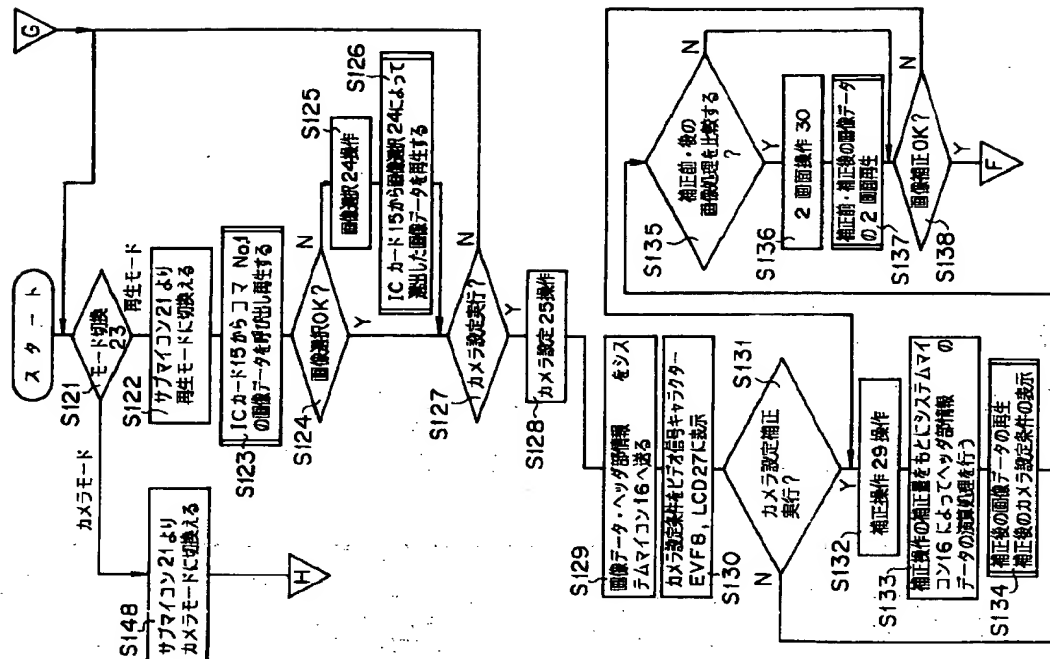 スタート
G
S121
モード切換
23
カメラモード
再生モード
S148
サブマイコン21より
カメラモードに切換える
H
S122
サブマイコン21より
再生モードに切換える
S123
ICカード15からコマ No.1
の画像データを呼び出し再生する
S124
画像選択OK?
N
Y
S125
画像選択24操作
S126
ICカード15から画像選択24によって
選出した画像データを再生する
S127
カメラ設定実行?
N
Y
S128
カメラ設定25操作
S129
画像データ・ヘッダ部情報 をシス
テムマイコン16へ送る
S130
カメラ設定条件をビデオ信号キャラクター
EVF8, LCD27に表示
S131
カメラ設定補正
実行?
N
Y
S132
補正操作29操作
S133
補正操作の補正量をもとにシステムマイ
コン16によってヘッダ部情報 の
データの演算処理を行う
S134
補正後の画像データの再生
補正後のカメラ設定条件の表示
S135
補正前・後の
画像処理を比較する
?
N
Y
S136
2画面操作30
S137
補正前・補正後の画像データ
の2画面再生
S138
画像補正OK?
N
Y
F